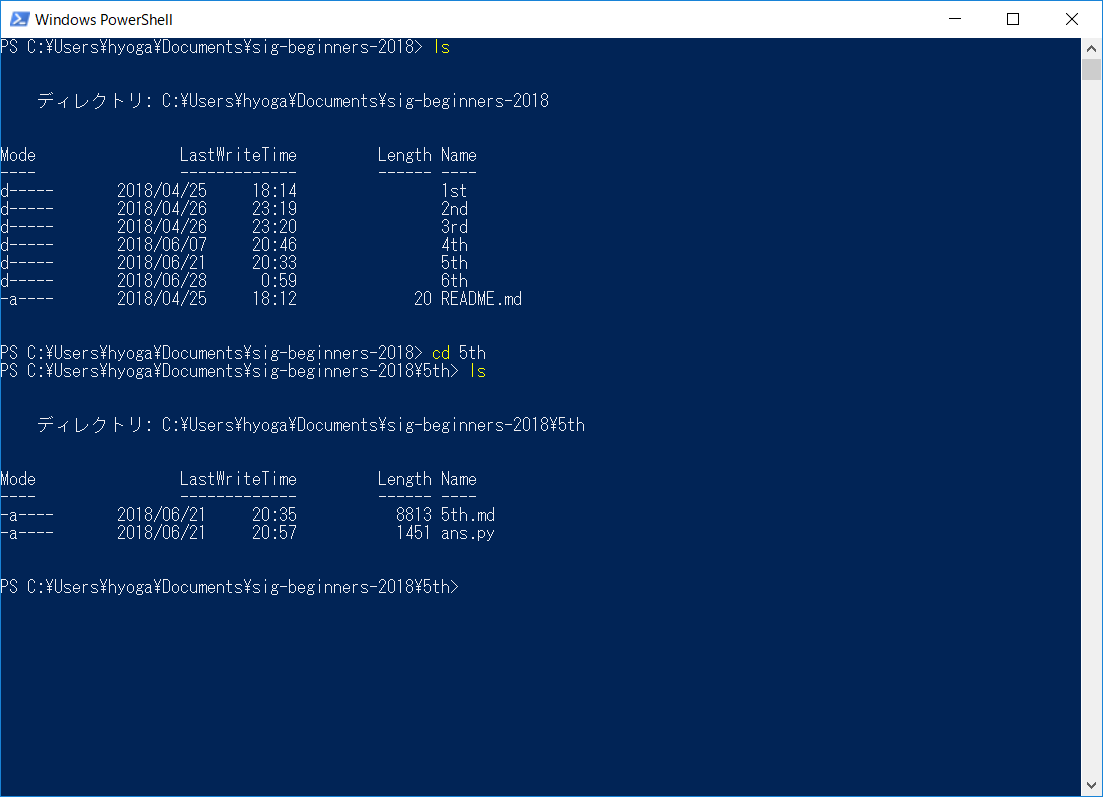 Windows PowerShell
PS C:¥Users¥hyoga¥Documents¥sig-beginners-2018> ls
ディレクトリ: C:¥Users¥hyoga¥Documents¥sig-beginners-2018
Mode                LastWriteTime         Length Name
----                -------------         ------ ----
d-----       2018/04/25     18:14                1st
d-----       2018/04/26     23:19                2nd
d-----       2018/04/26     23:20                3rd
d-----       2018/06/07     20:46                4th
d-----       2018/06/21     20:33                5th
d-----       2018/06/28      0:59                6th
-a----       2018/04/25     18:12             20 README.md
PS C:¥Users¥hyoga¥Documents¥sig-beginners-2018> cd 5th
PS C:¥Users¥hyoga¥Documents¥sig-beginners-2018¥5th> ls
ディレクトリ: C:¥Users¥hyoga¥Documents¥sig-beginners-2018¥5th
Mode                LastWriteTime         Length Name
----                -------------         ------ ----
-a----       2018/06/21     20:35           8813 5th.md
-a----       2018/06/21     20:57           1451 ans.py
PS C:¥Users¥hyoga¥Documents¥sig-beginners-2018¥5th>